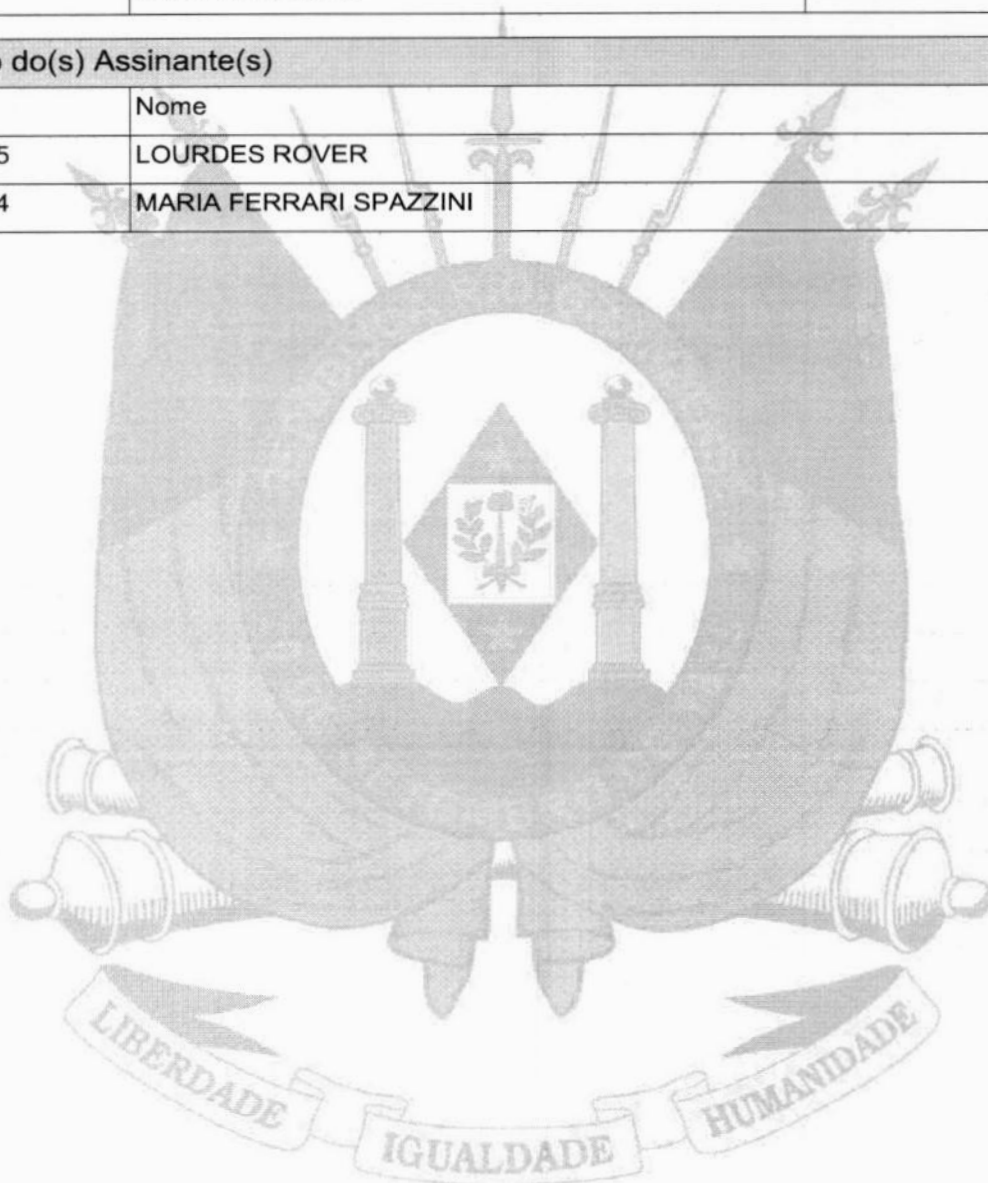 do(s) Assinante(s)
Nome
5 LOURDES ROVER
4 MARIA FERRARI SPAZZINI
LIBERDADE
IGUALDADE
HUMANIDADE